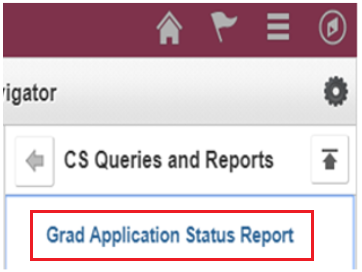 vigator
CS Queries and Reports
Grad Application Status Report